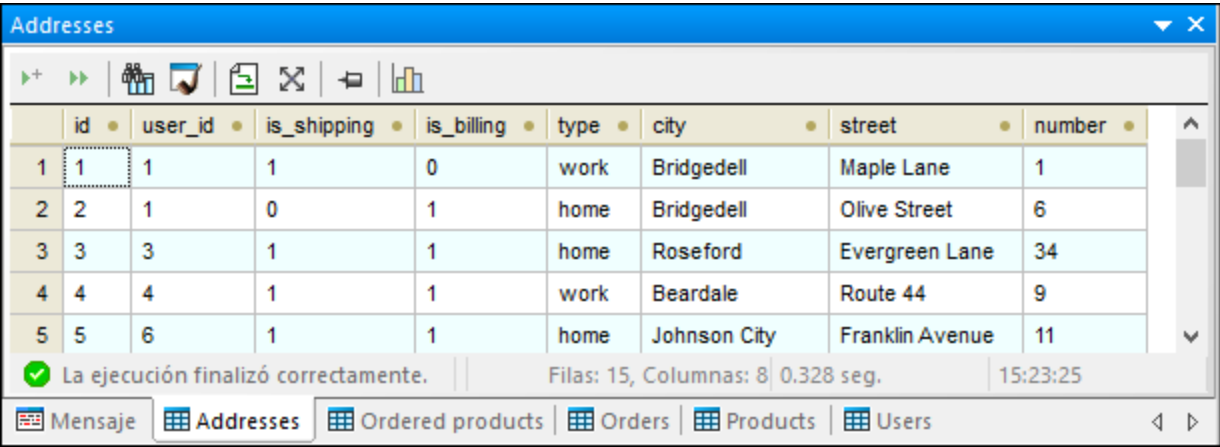 Addresses
id user_id is_shipping is_billing type city street number
1 1 1 1 0 work Bridgedell Maple Lane 1
2 2 1 0 1 home Bridgedell Olive Street 6
3 3 3 1 1 home Roseford Evergreen Lane 34
4 4 4 1 1 work Beardale Route 44 9
5 5 6 1 1 home Johnson City Franklin Avenue 11
La ejecución finalizó correctamente. Filas: 15, Columnas: 8 0.328 seg. 15:23:25
Mensaje Addresses Ordered products Orders Products Users